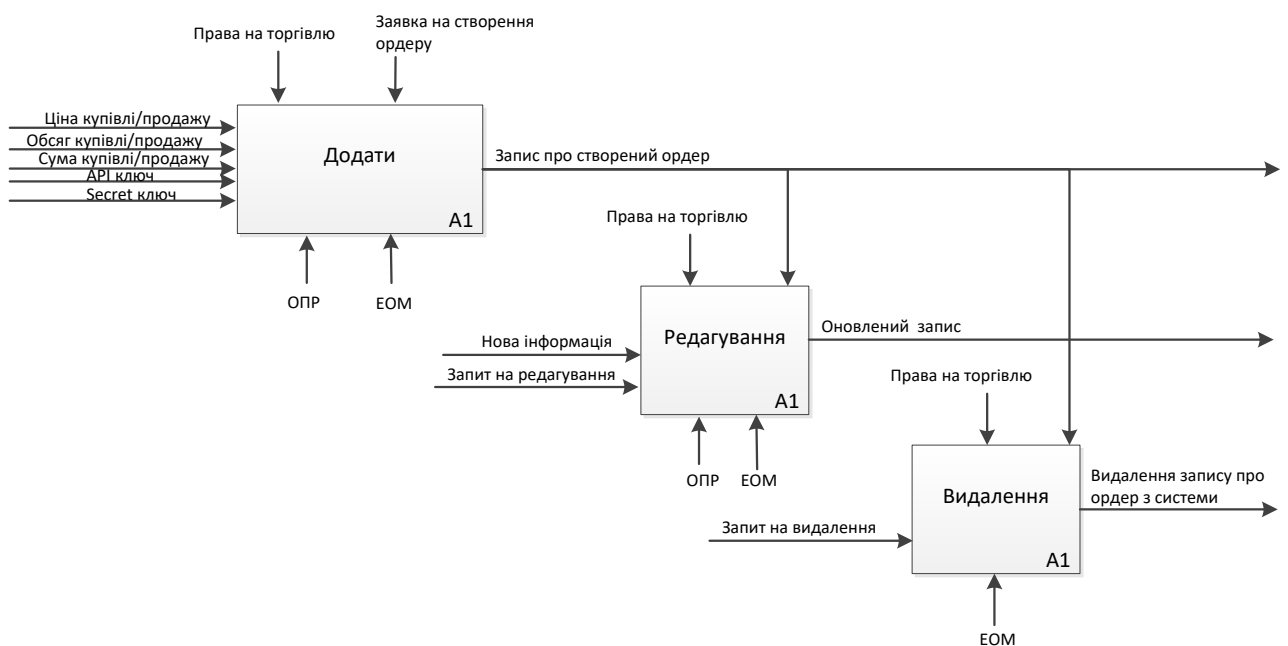 Права на торгівлю
Заявка на створення
ордеру
Ціна купівлі/продажу
Обсяг купівлі/продажу
Сума купівлі/продажу
API ключ
Secret ключ
Додати
A1
Запис про створений ордер
ОПР
ЕОМ
Права на торгівлю
Нова інформація
Запит на редагування
Редагування
A1
Оновлений запис
ОПР
ЕОМ
Права на торгівлю
Запит на видалення
Видалення
A1
Видалення запису про
ордер з системи
ЕОМ